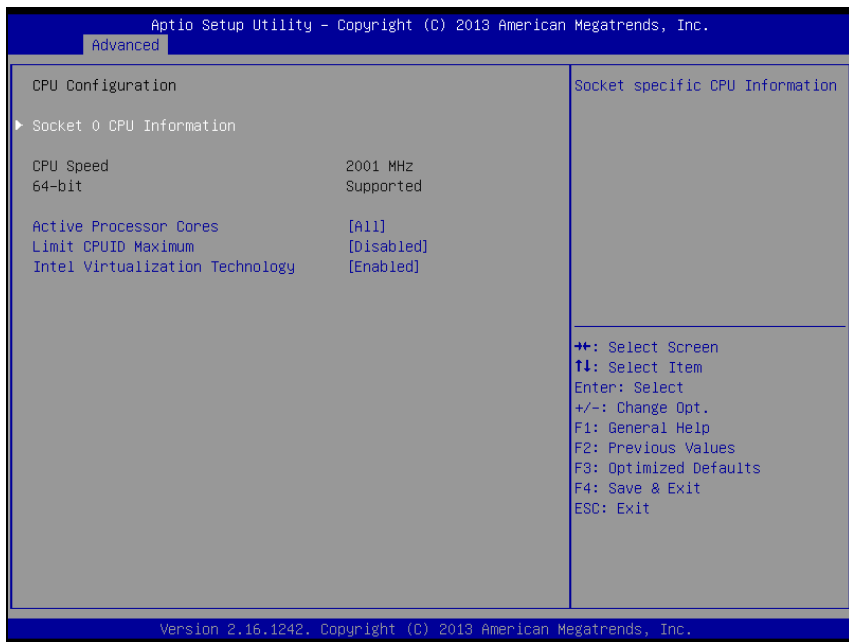 Aptio Setup Utility – Copyright (C) 2013 American Megatrends, Inc.
Advanced
CPU Configuration
Socket 0 CPU Information
CPU Speed 2001 MHz
64-bit Supported
Active Processor Cores [All]
Limit CPUID Maximum [Disabled]
Intel Virtualization Technology [Enabled]
Socket specific CPU Information
→←: Select Screen
↑↓: Select Item
Enter: Select
+/-: Change Opt.
F1: General Help
F2: Previous Values
F3: Optimized Defaults
F4: Save & Exit
ESC: Exit
Version 2.16.1242. Copyright (C) 2013 American Megatrends, Inc.